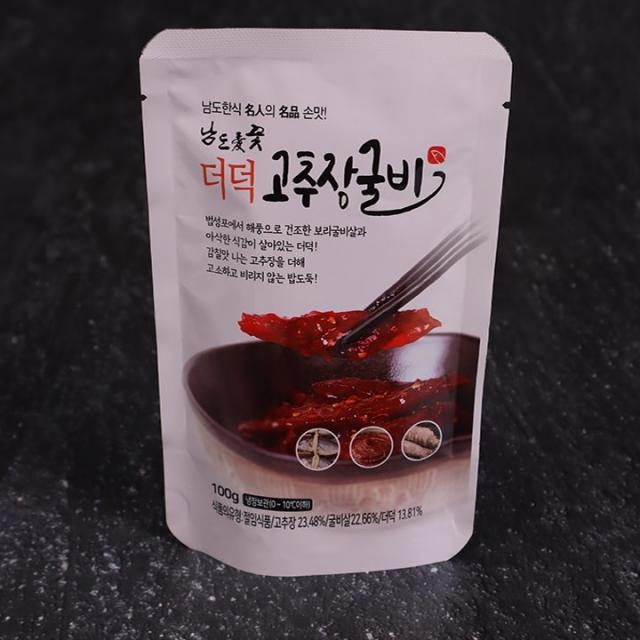 남도한식 名人의 名品 손맛!
남도麦꽃
더덕 고추장굴비
법성포에서 해풍으로 건조한 보리굴비살과
아삭한 식감이 살아있는 더덕!
감칠맛 나는 고추장을 더해
고소하고 비리지 않는 밥도둑!
100g 냉장보관(0~10℃이하)
식품의유형:절임식품/고추장 23.48%/굴비살22.66%/더덕 13.81%